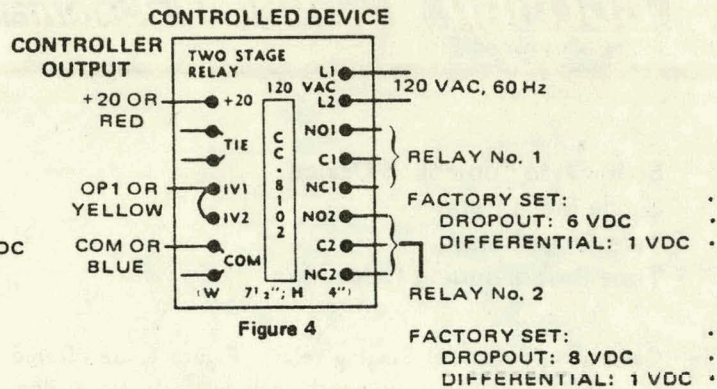 CONTROLLED DEVICE
CONTROLLER
OUTPUT
TWO STAGE
RELAY
120 VAC
L1
L2
120 VAC, 60 Hz
+20 OR
RED
+20
TIE
CC-8102
NO1
C1
NC1
RELAY No. 1
OP1 OR
YELLOW
IV1
IV2
FACTORY SET:
DROPOUT: 6 VDC
DIFFERENTIAL: 1 VDC
NO2
C2
NC2
DC
COM OR
BLUE
COM
RELAY No. 2
(W 7½"; H 4")
Figure 4
FACTORY SET:
DROPOUT: 8 VDC
DIFFERENTIAL: 1 VDC